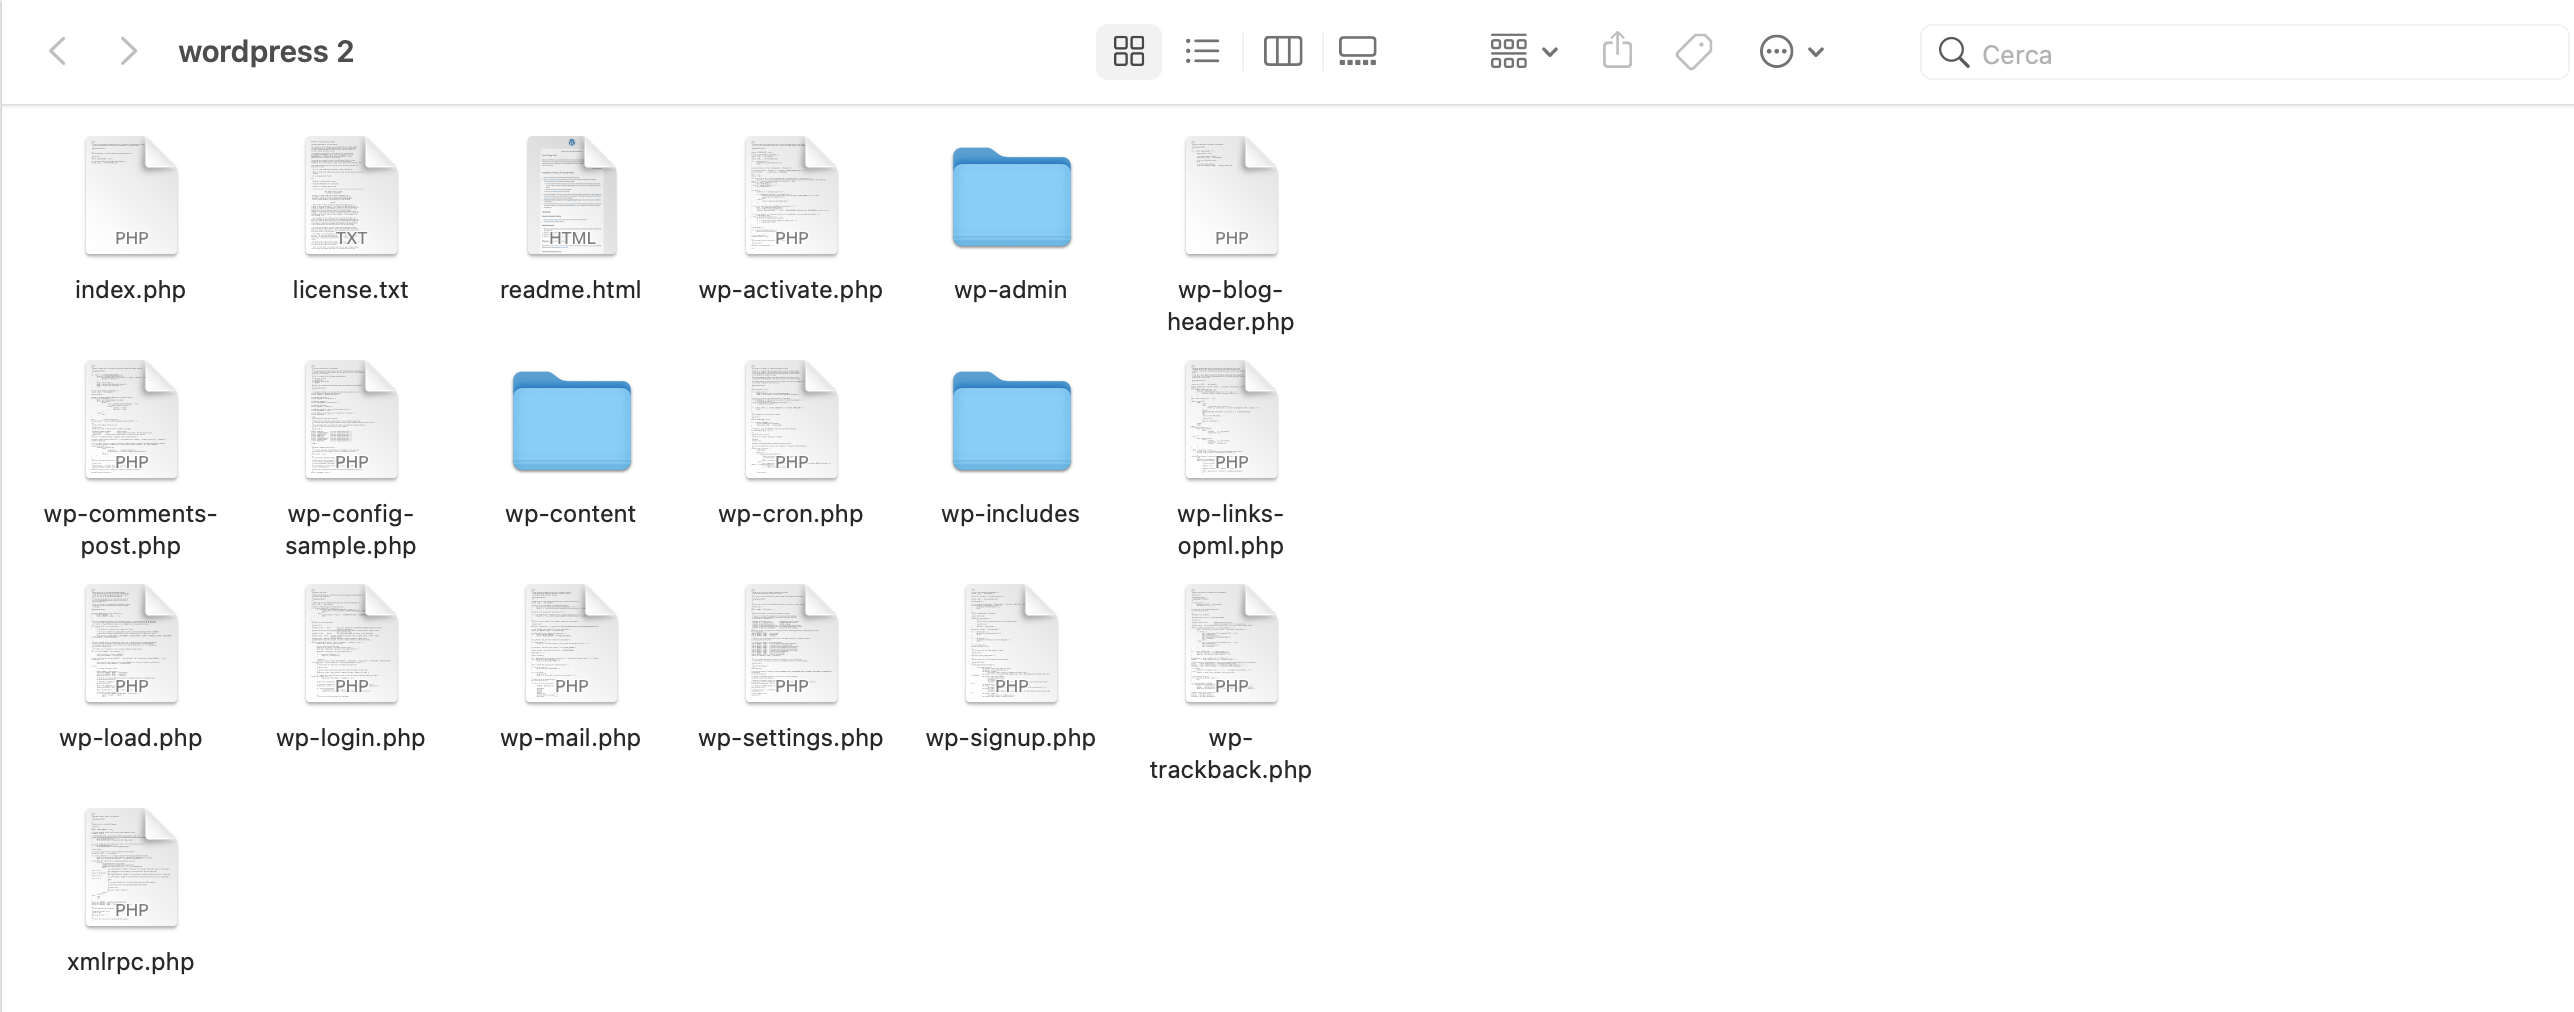 wordpress 2
Cerca
PHP
TXT
HTML
PHP
PHP
index.php
license.txt
readme.html
wp-activate.php
wp-admin
wp-blog-
header.php
PHP
PHP
PHP
PHP
wp-comments-
post.php
wp-config-
sample.php
wp-content
wp-cron.php
wp-includes
wp-links-
opml.php
PHP
PHP
PHP
PHP
PHP
PHP
wp-load.php
wp-login.php
wp-mail.php
wp-settings.php
wp-signup.php
wp-
trackback.php
PHP
xmlrpc.php